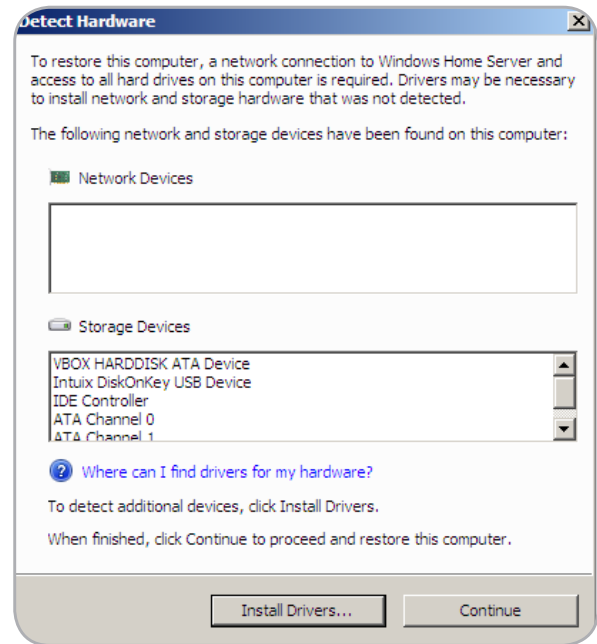 Detect Hardware
To restore this computer, a network connection to Windows Home Server and
access to all hard drives on this computer is required. Drivers may be necessary
to install network and storage hardware that was not detected.
The following network and storage devices have been found on this computer:
Network Devices
Storage Devices
VBOX HARDDISK ATA Device
Intuix DiskOnKey USB Device
IDE Controller
ATA Channel 0
ATA Channel 1
Where can I find drivers for my hardware?
To detect additional devices, click Install Drivers.
When finished, click Continue to proceed and restore this computer.
Install Drivers... Continue